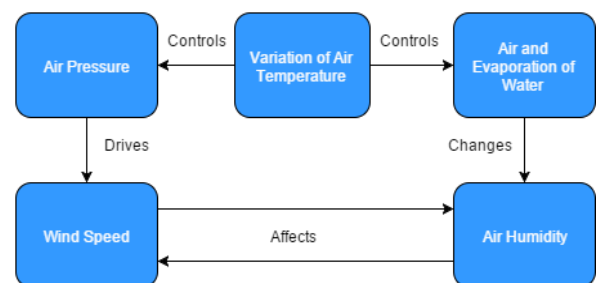 Controls
Controls
Air Pressure
Variation of Air
Temperature
Air and
Evaporation of
Water
Drives
Changes
Wind Speed
Affects
Air Humidity